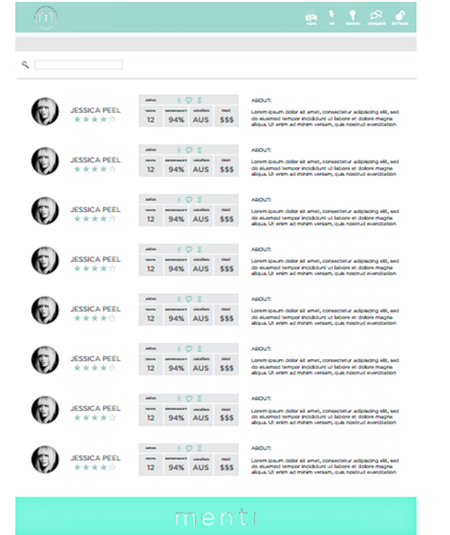 m
JESSICA PEEL
12 94% AUS $$$
ABOUT:
Lorem ipsum dolor sit amet, consectetur adipiscing elit, sed
do eiusmod tempor incididunt ut labore et dolore magna
aliqua. Ut enim ad minim veniam, quis nostrud exercitation
JESSICA PEEL
12 94% AUS $$$
ABOUT:
Lorem ipsum dolor sit amet, consectetur adipiscing elit, sed
do eiusmod tempor incididunt ut labore et dolore magna
aliqua. Ut enim ad minim veniam, quis nostrud exercitation
JESSICA PEEL
12 94% AUS $$$
ABOUT:
Lorem ipsum dolor sit amet, consectetur adipiscing elit, sed
do eiusmod tempor incididunt ut labore et dolore magna
aliqua. Ut enim ad minim veniam, quis nostrud exercitation
JESSICA PEEL
12 94% AUS $$$
ABOUT:
Lorem ipsum dolor sit amet, consectetur adipiscing elit, sed
do eiusmod tempor incididunt ut labore et dolore magna
aliqua. Ut enim ad minim veniam, quis nostrud exercitation
JESSICA PEEL
12 94% AUS $$$
ABOUT:
Lorem ipsum dolor sit amet, consectetur adipiscing elit, sed
do eiusmod tempor incididunt ut labore et dolore magna
aliqua. Ut enim ad minim veniam, quis nostrud exercitation
JESSICA PEEL
12 94% AUS $$$
ABOUT:
Lorem ipsum dolor sit amet, consectetur adipiscing elit, sed
do eiusmod tempor incididunt ut labore et dolore magna
aliqua. Ut enim ad minim veniam, quis nostrud exercitation
JESSICA PEEL
12 94% AUS $$$
ABOUT:
Lorem ipsum dolor sit amet, consectetur adipiscing elit, sed
do eiusmod tempor incididunt ut labore et dolore magna
aliqua. Ut enim ad minim veniam, quis nostrud exercitation
JESSICA PEEL
12 94% AUS $$$
ABOUT:
Lorem ipsum dolor sit amet, consectetur adipiscing elit, sed
do eiusmod tempor incididunt ut labore et dolore magna
aliqua. Ut enim ad minim veniam, quis nostrud exercitation
menti